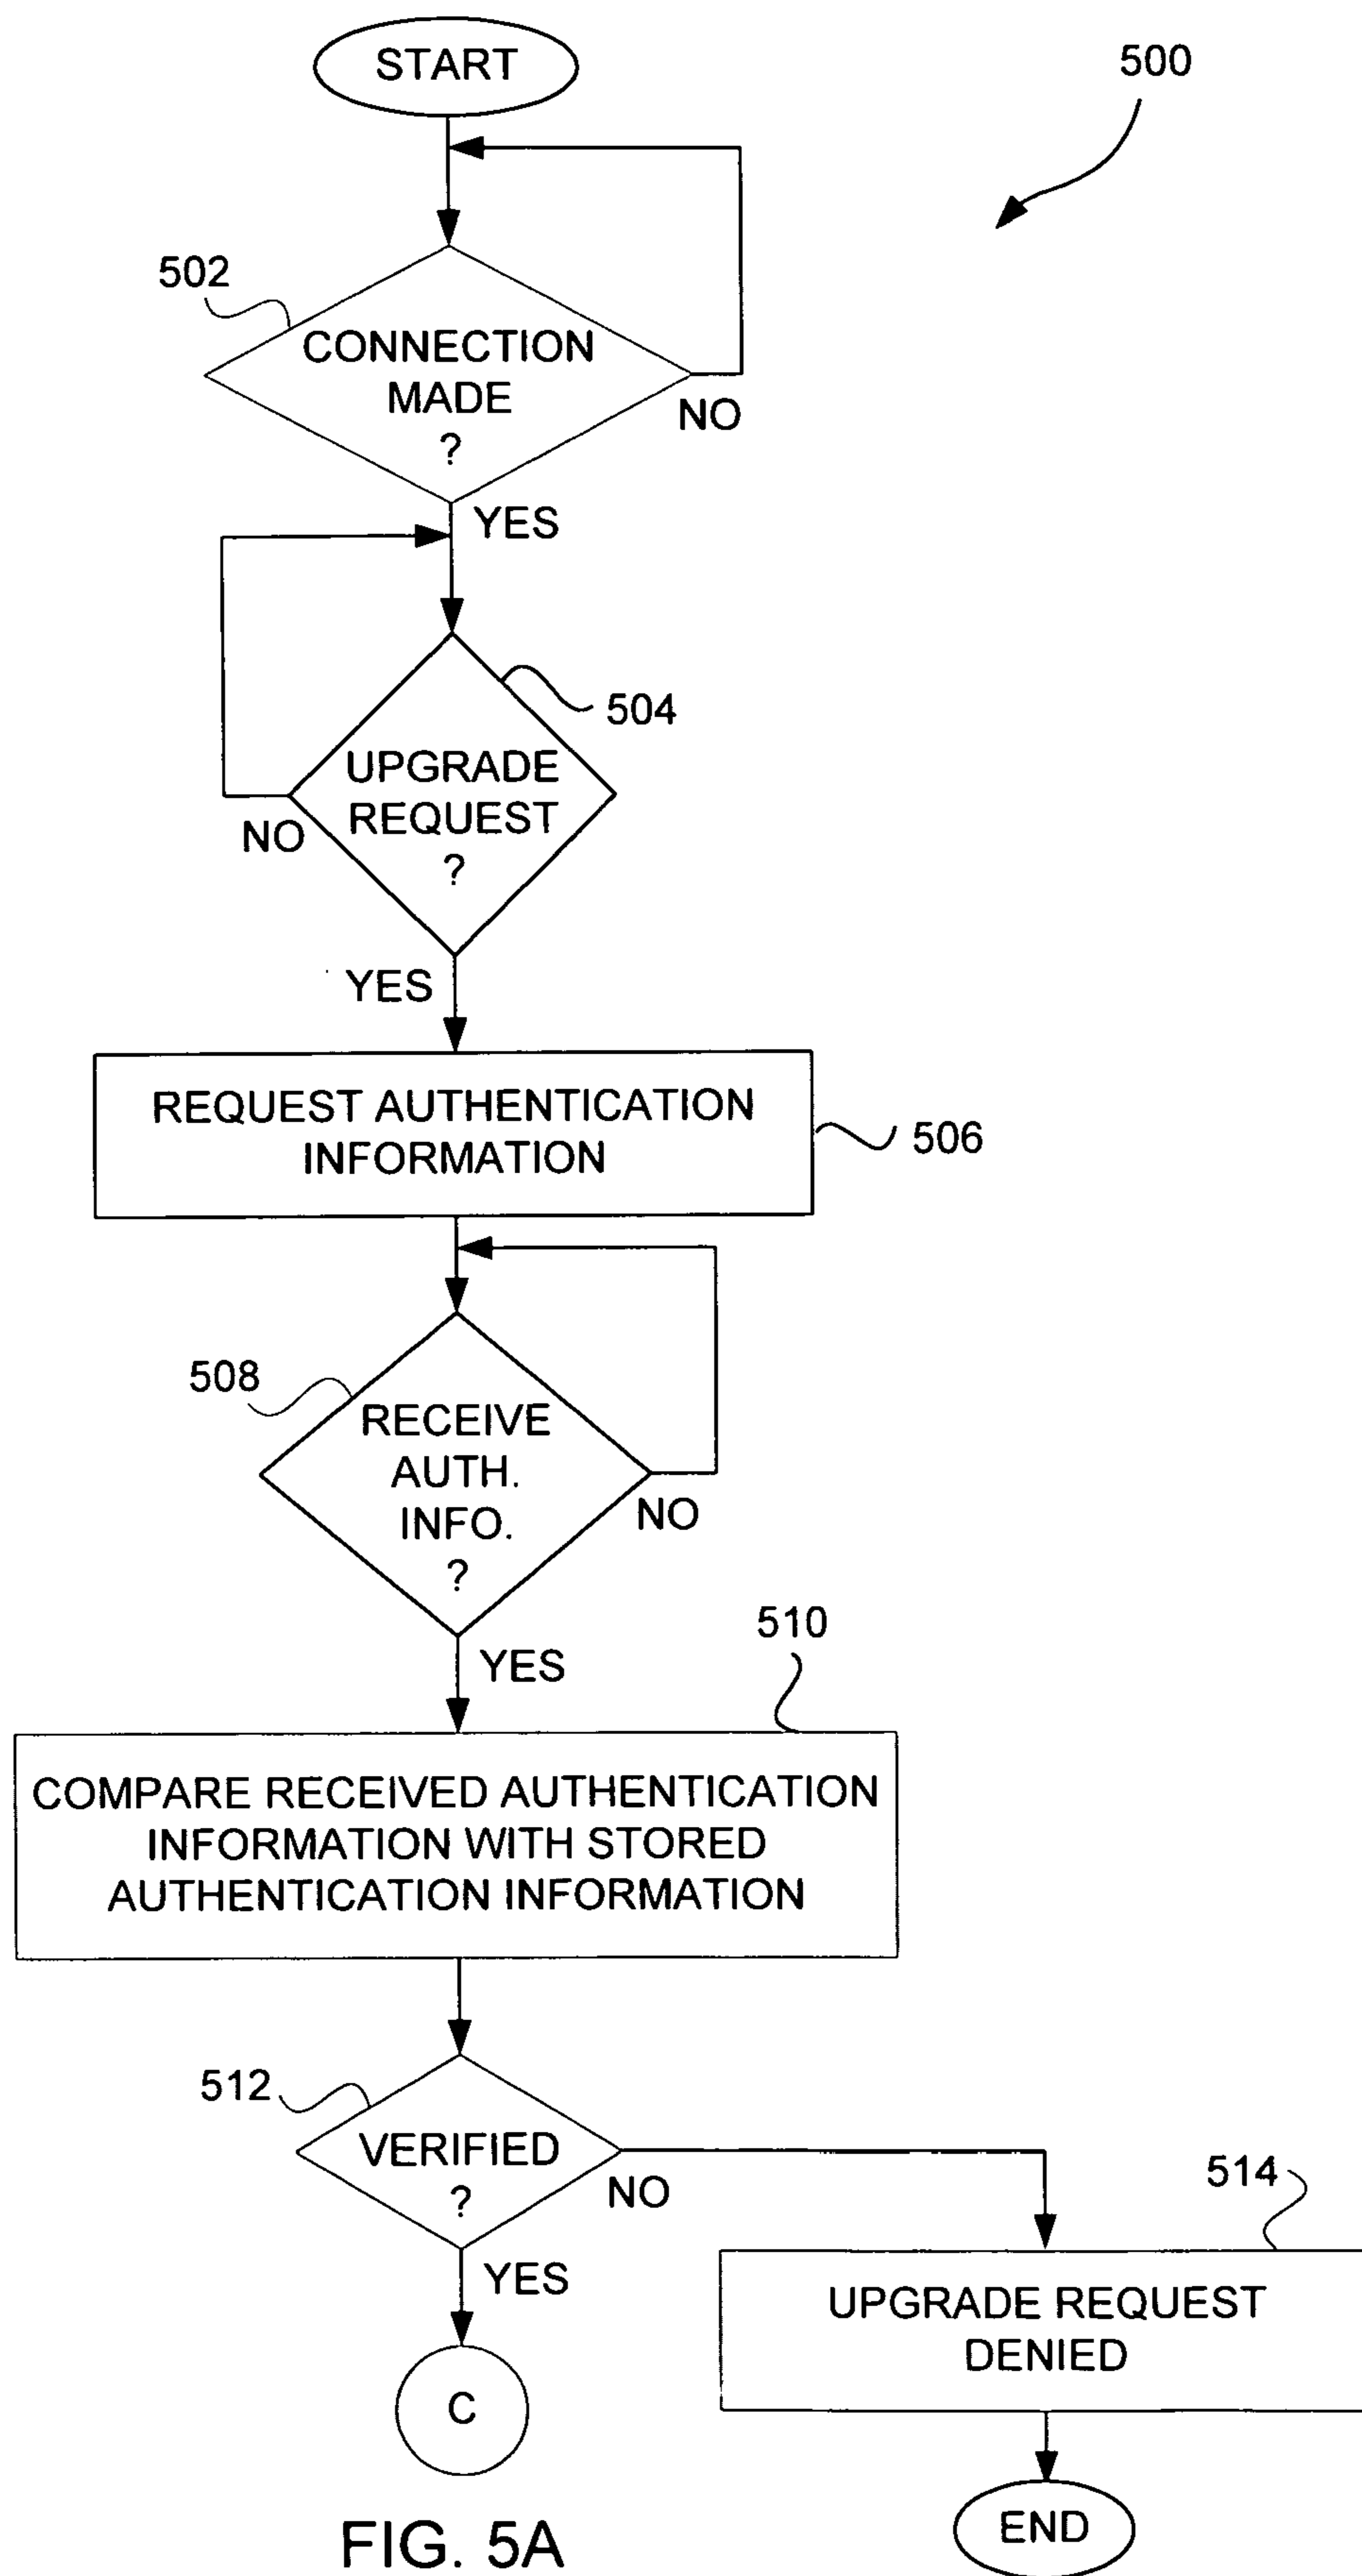 START
500
502
CONNECTION
MADE
?
NO
YES
504
UPGRADE
REQUEST
?
NO
YES
REQUEST AUTHENTICATION
INFORMATION
506
508
RECEIVE
AUTH.
INFO.
?
NO
YES
510
COMPARE RECEIVED AUTHENTICATION
INFORMATION WITH STORED
AUTHENTICATION INFORMATION
512
VERIFIED
?
NO
514
YES
UPGRADE REQUEST
DENIED
C
END
FIG. 5A